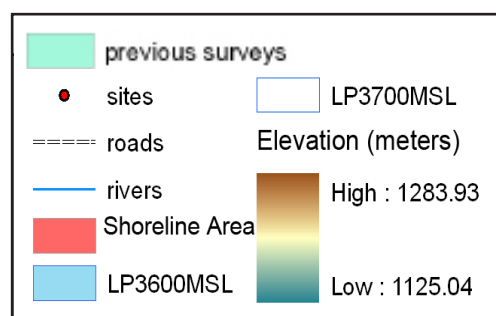 previous surveys
sites
roads
rivers
Shoreline Area
LP3600MSL
LP3700MSL
Elevation (meters)
High : 1283.93
Low : 1125.04